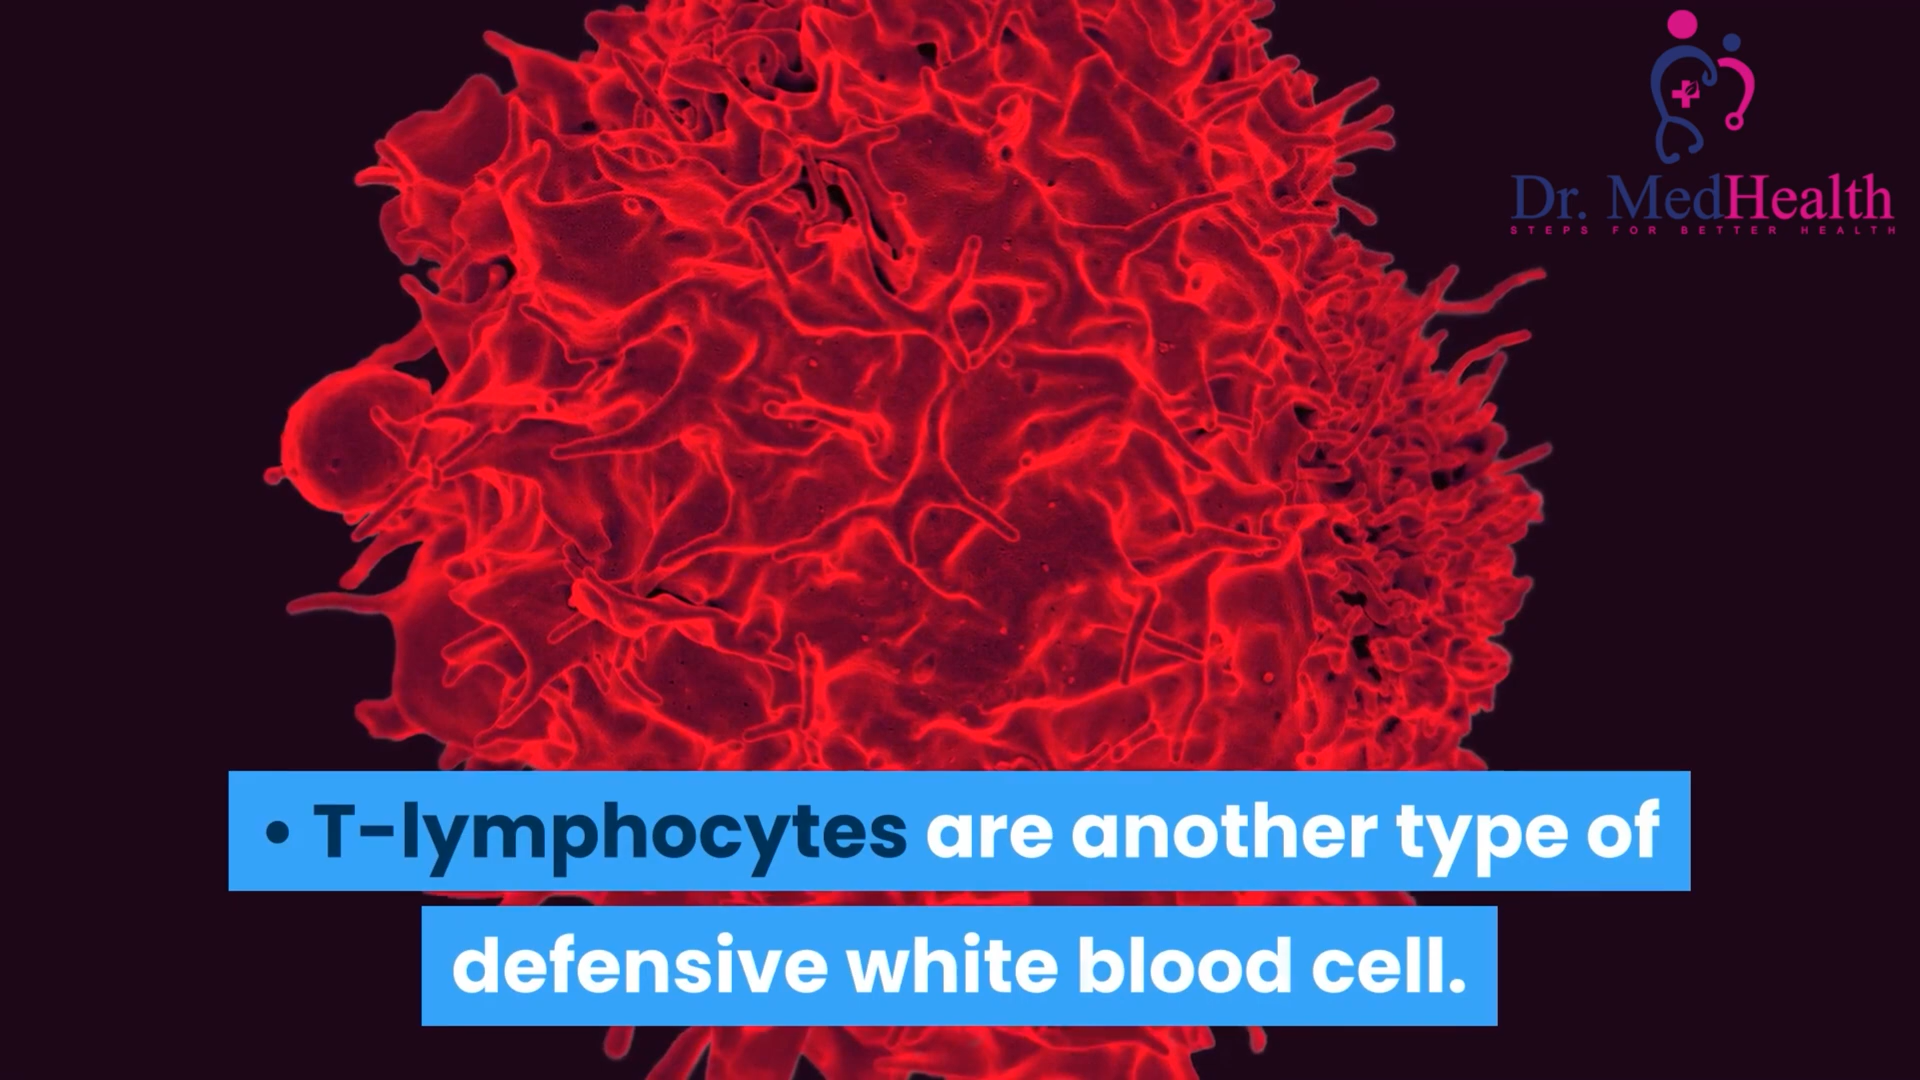 Dr. MedHealth
STEPS FOR BETTER HEALTH
• T-lymphocytes are another type of
defensive white blood cell.